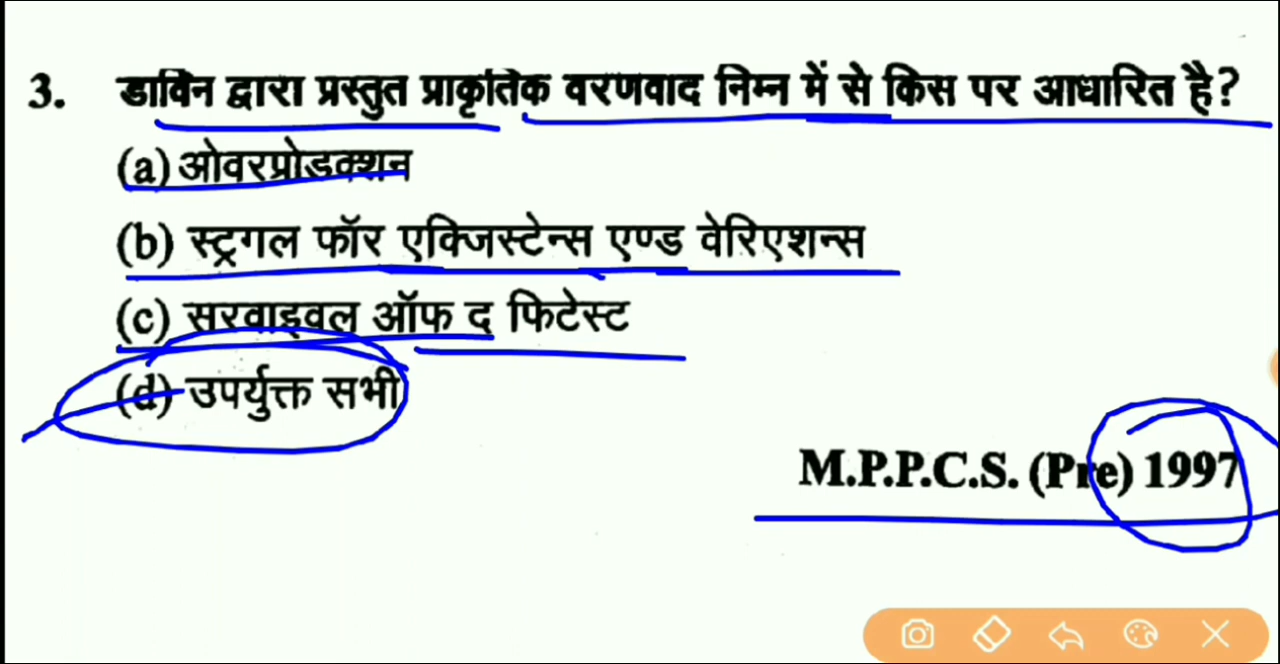 3. डार्विन द्वारा प्रस्तुत प्राकृतिक वरणवाद निम्न में से किस पर आधारित है?
(a) ओवरप्रोडक्शन
(b) स्ट्रगल फॉर एक्जिस्टेन्स एण्ड वेरिएशन्स
(c) सरवाइवल ऑफ द फिटेस्ट
(d) उपर्युक्त सभी
M.P.P.C.S. (Pre) 1997